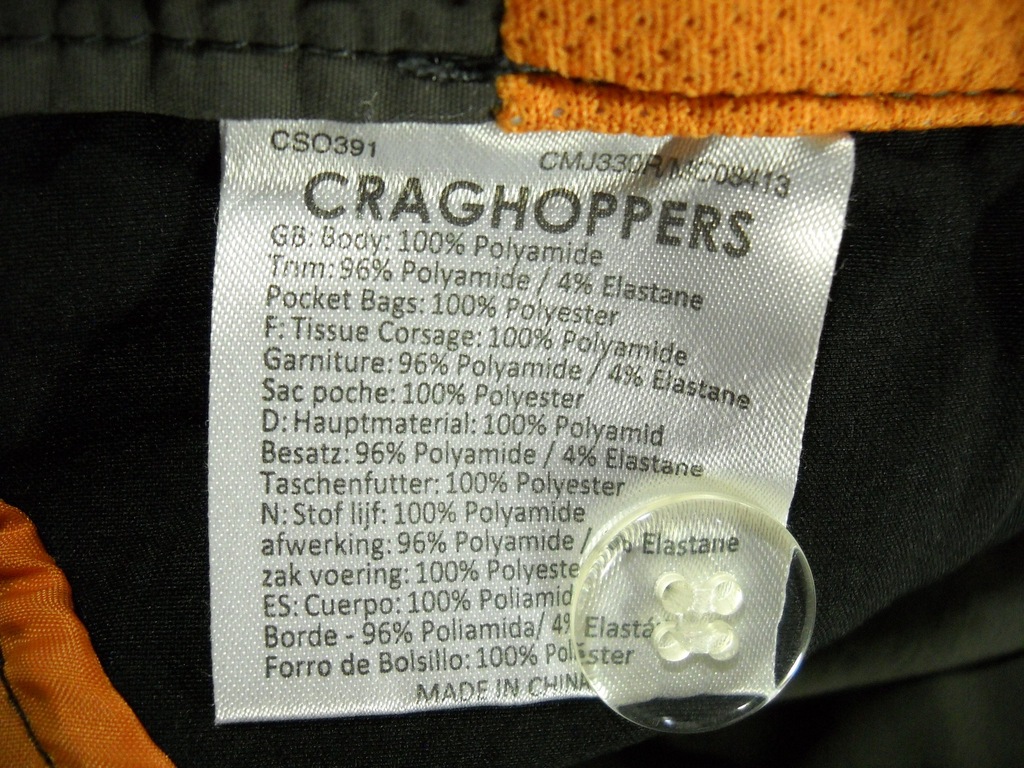 CSO391
CRAGHOPPERS
GB: Body: 100% Polyamide
Trim: 96% Polyamide / 4% Elastane
Pocket Bags: 100% Polyester
F: Tissue Corsage: 100% Polyamide
Garniture: 96% Polyamide / 4% Elastane
Sac poche: 100% Polyester
D: Hauptmaterial: 100% Polyamid
Besatz: 96% Polyamide / 4% Elastane
Taschenfutter: 100% Polyester
N: Stof lijf: 100% Polyamide
afwerking: 96% Polyamide / % Elastane
zak voering: 100% Polyeste
ES: Cuerpo: 100% Poliamid
Borde - 96% Poliamida/ 4% Elastá
Forro de Bolsillo: 100% Poliester
MADE IN CHINA